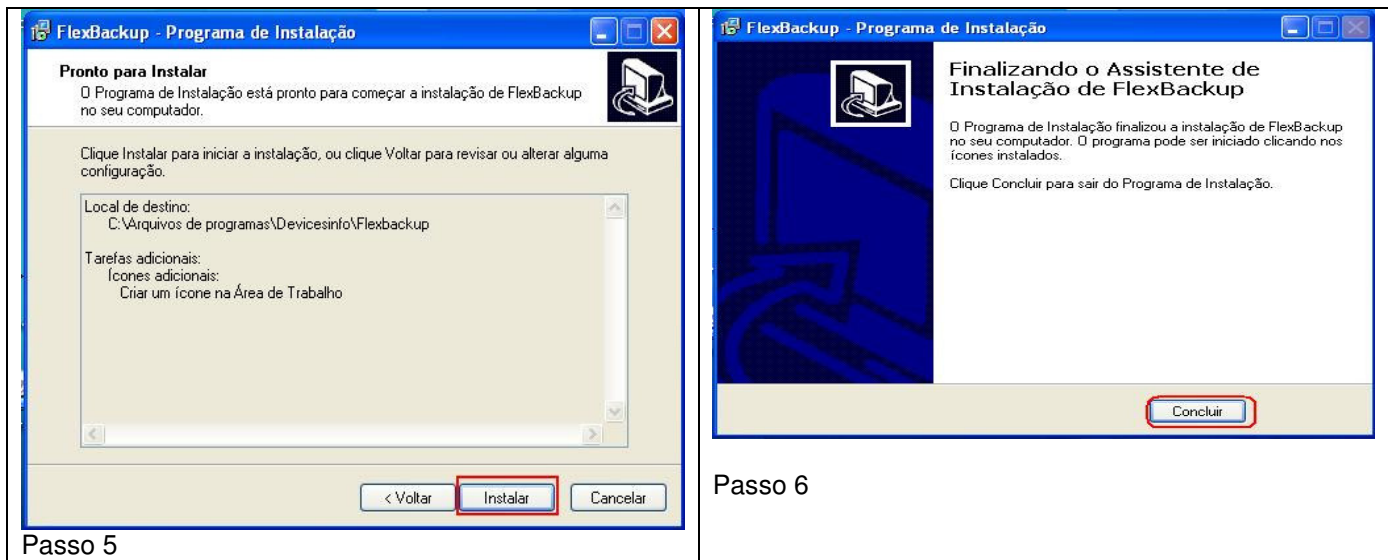 FlexBackup - Programa de Instalação
Pronto para Instalar
O Programa de Instalação está pronto para começar a instalação de FlexBackup
no seu computador.
Clique Instalar para iniciar a instalação, ou clique Voltar para revisar ou alterar alguma
configuração.
Local de destino:
C:\Arquivos de programas\Devicesinfo\Flexbackup
Tarefas adicionais:
Ícones adicionais:
Criar um ícone na Área de Trabalho
< Voltar
Instalar
Cancelar
Passo 5
FlexBackup - Programa de Instalação
Finalizando o Assistente de
Instalação de FlexBackup
O Programa de Instalação finalizou a instalação de FlexBackup
no seu computador. O programa pode ser iniciado clicando nos
ícones instalados.
Clique Concluir para sair do Programa de Instalação.
Concluir
Passo 6